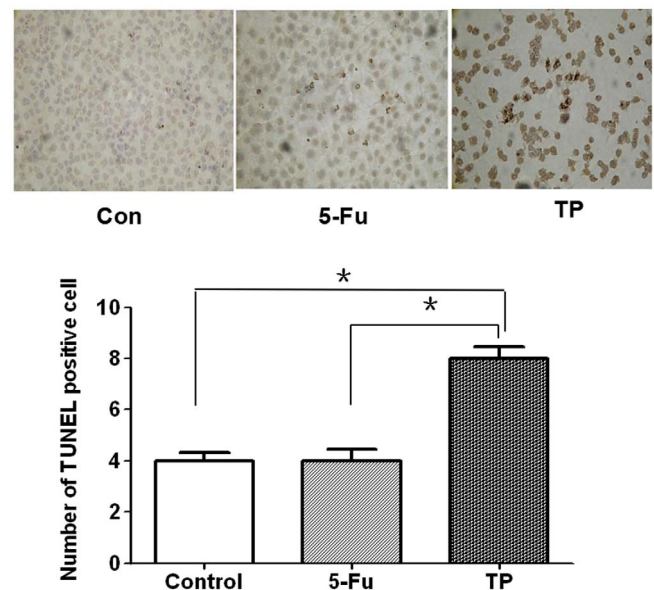 Con
5-Fu
TP
*
*
Number of TUNEL positive cell
10
8
6
4
2
0
Control
5-Fu
TP